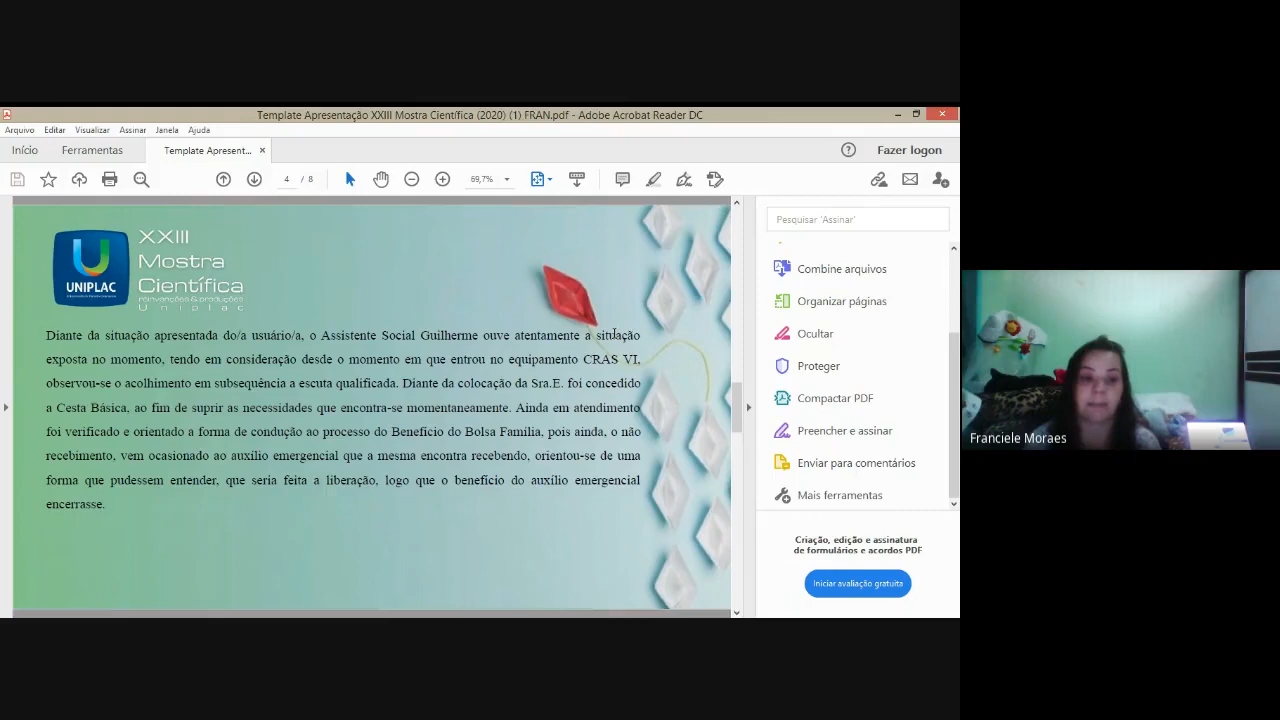 Template Apresentação XXIII Mostra Científica (2020) (1) FRAN.pdf - Adobe Acrobat Reader DC
Arquivo Editar Visualizar Assinar Janela Ajuda
Início Ferramentas Template Apresent... × Fazer logon
4 / 8 69,7%
Pesquisar 'Assinar'
Combine arquivos
Organizar páginas
Ocultar
Proteger
Compactar PDF
Preencher e assinar
Enviar para comentários
Mais ferramentas
Criação, edição e assinatura
de formulários e acordos PDF
Iniciar avaliação gratuita
UNIPLAC
XXIII
Mostra
Científica
reinvenções & produções
Uniplac
Diante da situação apresentada do/a usuário/a, o Assistente Social Guilherme ouve atentamente a situação
exposta no momento, tendo em consideração desde o momento em que entrou no equipamento CRAS VI,
observou-se o acolhimento em subsequência a escuta qualificada. Diante da colocação da Sra.E. foi concedido
a Cesta Básica, ao fim de suprir as necessidades que encontra-se momentaneamente. Ainda em atendimento
foi verificado e orientado a forma de condução ao processo do Benefício do Bolsa Família, pois ainda, o não
recebimento, vem ocasionado ao auxílio emergencial que a mesma encontra recebendo, orientou-se de uma
forma que pudessem entender, que seria feita a liberação, logo que o benefício do auxílio emergencial
encerrasse.
Franciele Moraes